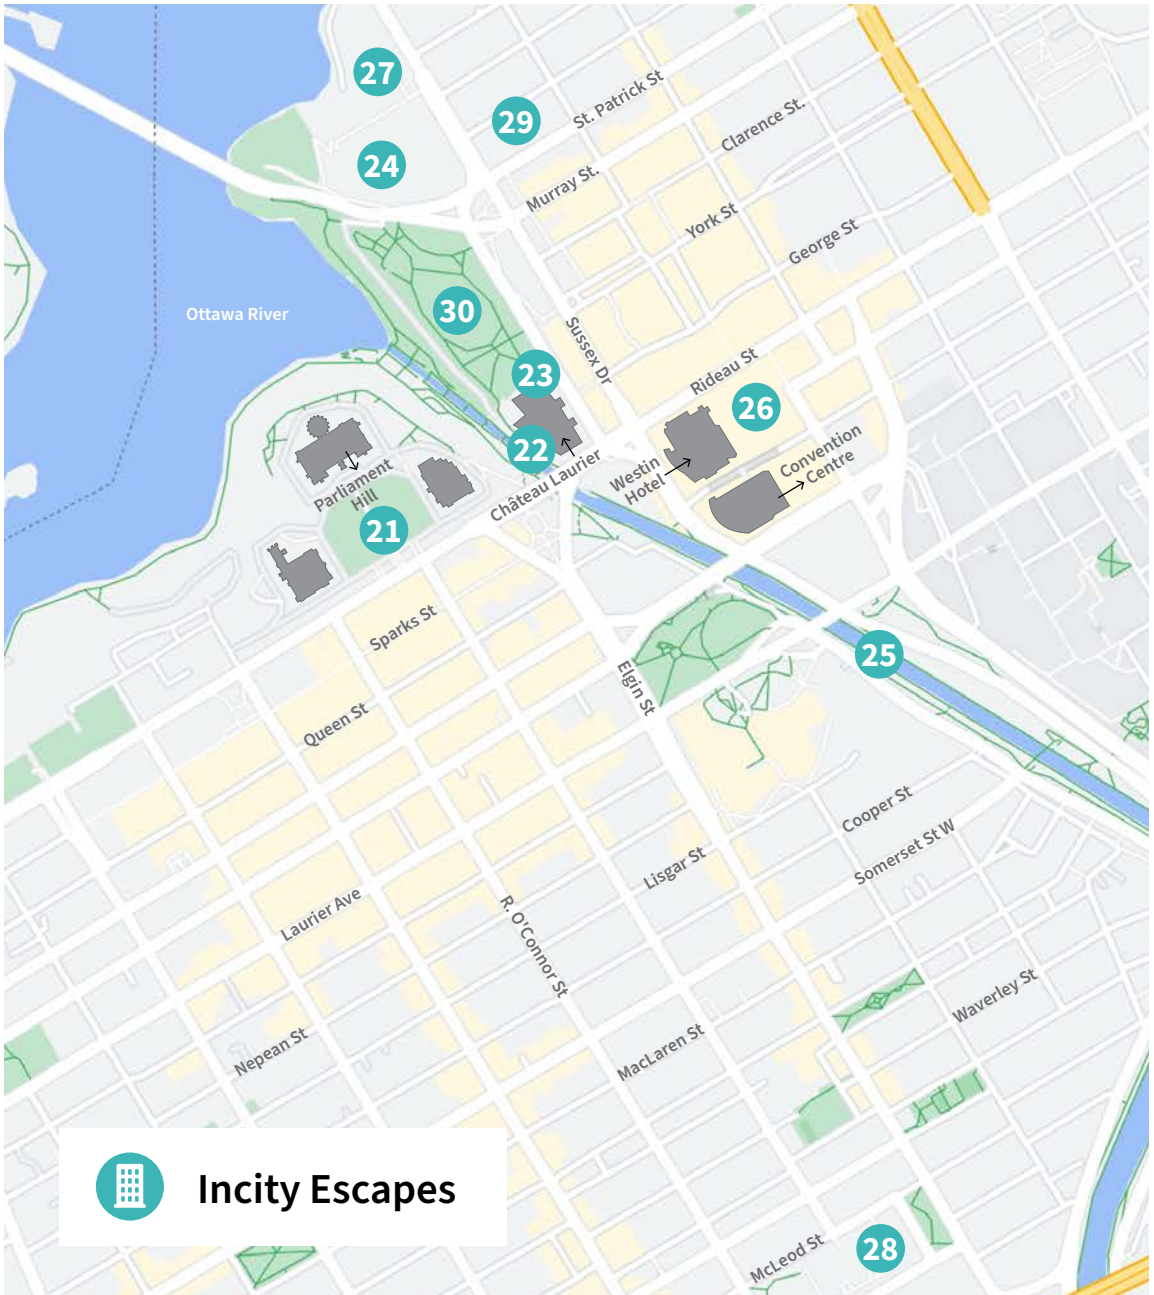 27
St. Patrick St
29
Clarence St.
24
Murray St.
York St
George St
30
Ottawa River
Sussex Dr
23
Rideau St
26
22
Convention
Centre
Westin
Hotel
Château Laurier
Parliament
Hill
21
Sparks St
25
Elgin St
Queen St
Cooper St
Somerset St W
Lisgar St
Laurier Ave
R. O'Connor St
Waverley St
Nepean St
MacLaren St
Incity Escapes
McLeod St
28